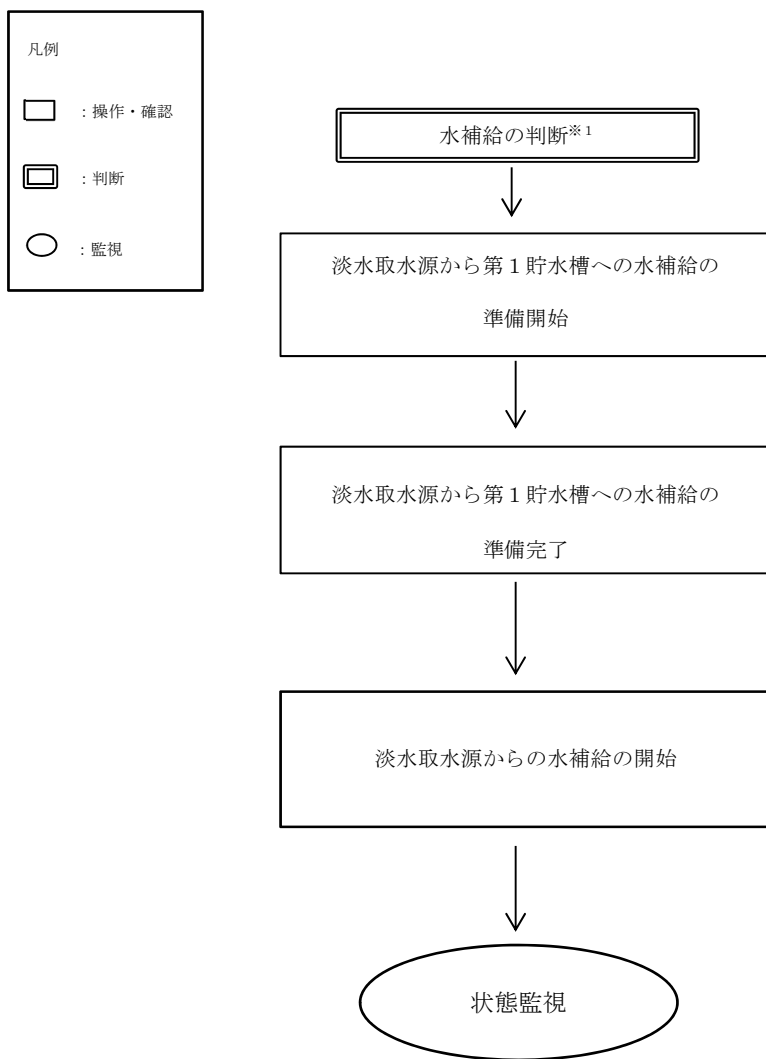 凡例
：操作・確認
：判断
：監視
水補給の判断※１
淡水取水源から第１貯水槽への水補給の
準備開始
淡水取水源から第１貯水槽への水補給の
準備完了
淡水取水源からの水補給の開始
状態監視